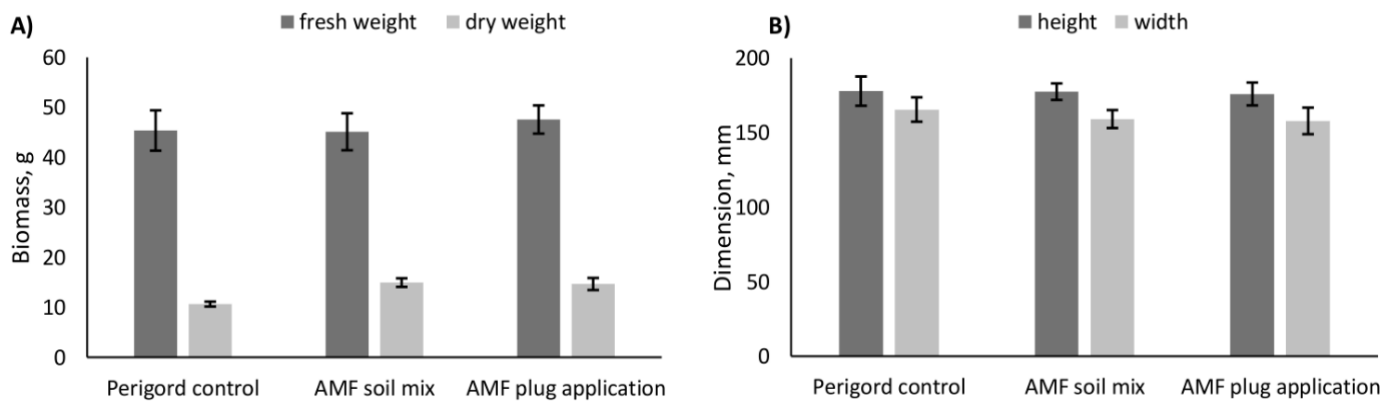 A)
fresh weight dry weight
Biomass, g
60
50
40
30
20
10
0
Perigord control AMF soil mix AMF plug application
B)
height width
Dimension, mm
200
150
100
50
0
Perigord control AMF soil mix AMF plug application